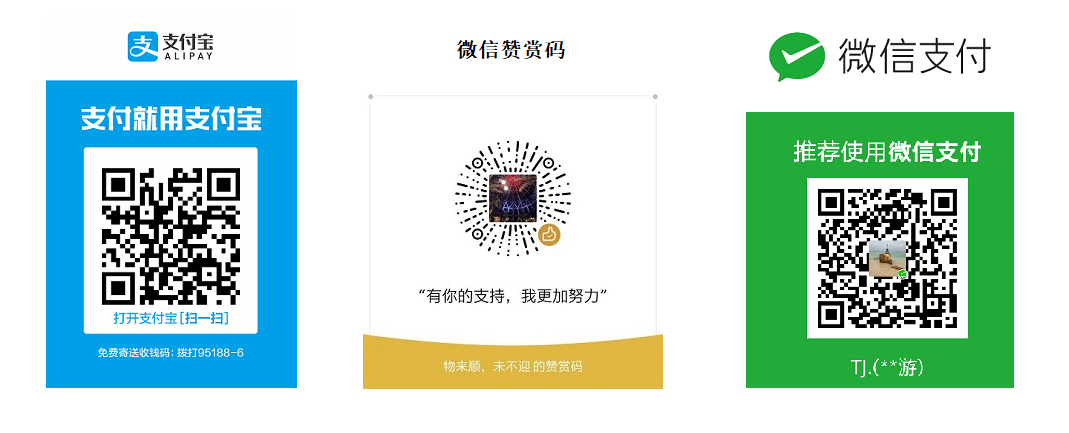 支付宝
ALIPAY
支付就用支付宝
打开支付宝[扫一扫]
免费寄送收钱码：拨打95188-6
微信赞赏码
“有你的支持，我更加努力”
物来顺，未不迎 的赞赏码
微信支付
推荐使用微信支付
TJ.(**游)